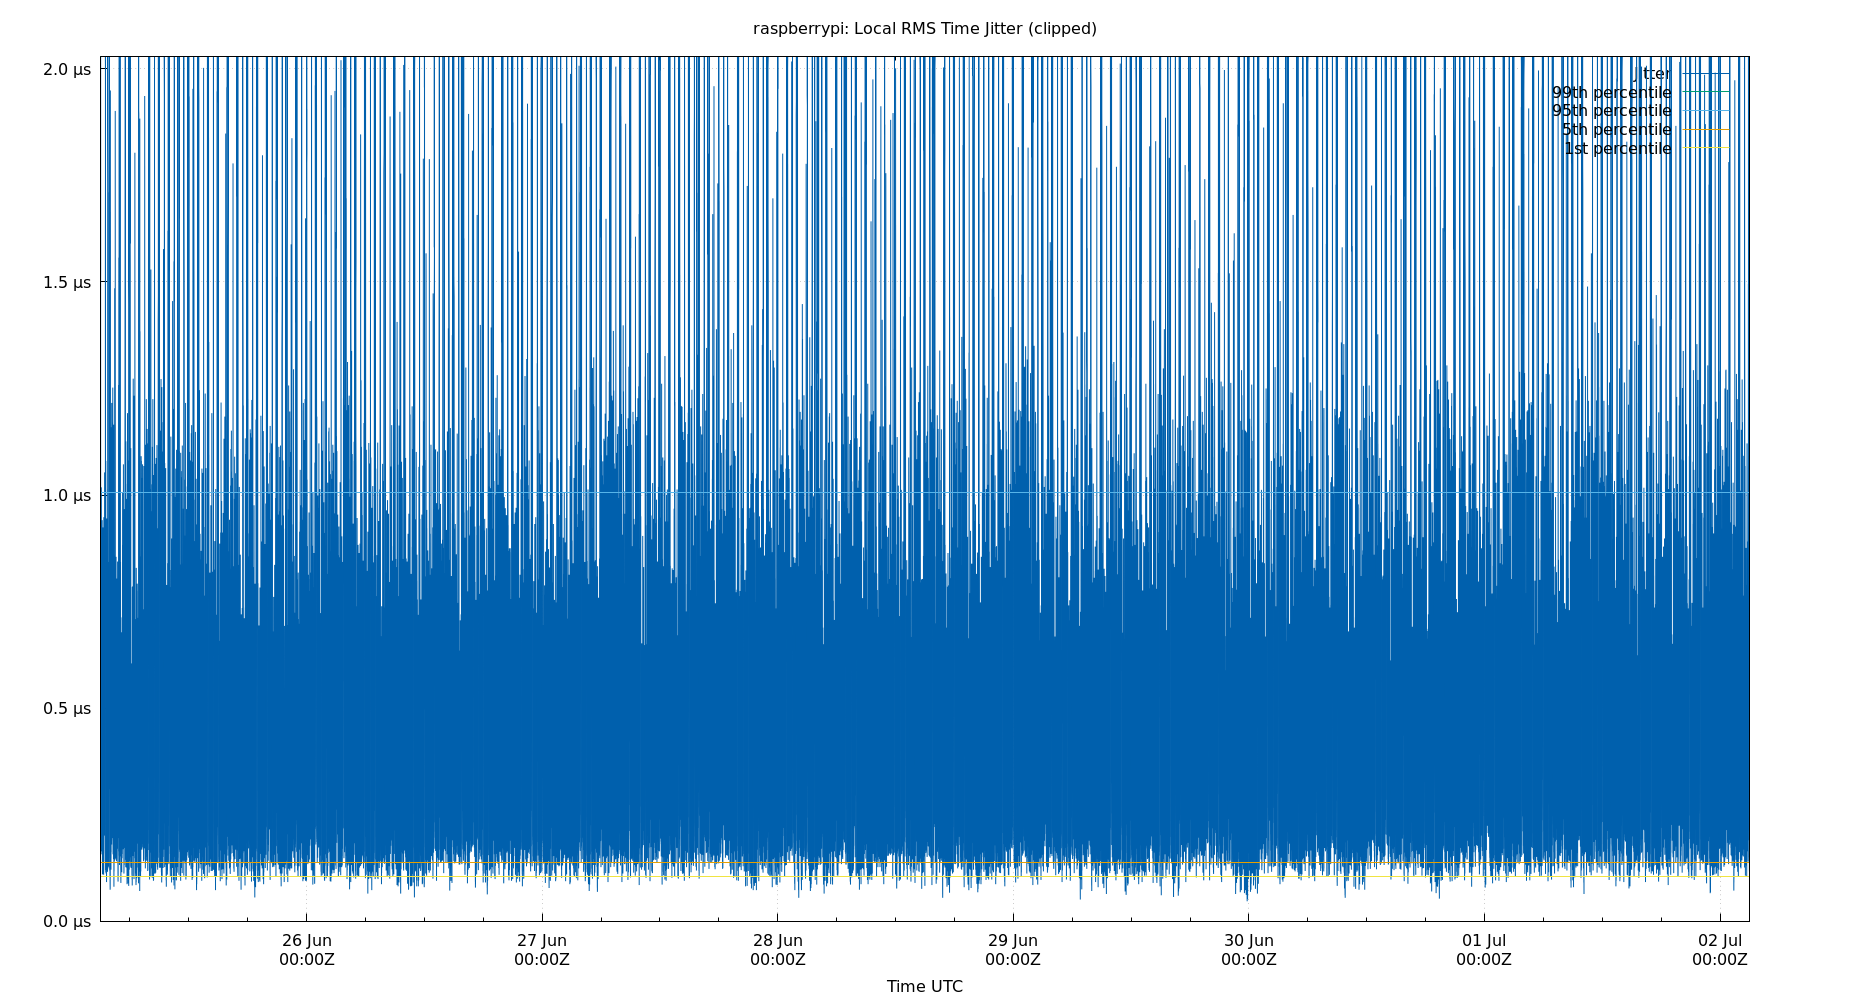 raspberrypi: Local RMS Time Jitter (clipped)
2.0 µs
1.5 µs
1.0 µs
0.5 µs
0.0 µs
jitter
99th percentile
95th percentile
5th percentile
1st percentile
26 Jun
00:00Z
27 Jun
00:00Z
28 Jun
00:00Z
29 Jun
00:00Z
30 Jun
00:00Z
01 Jul
00:00Z
02 Jul
00:00Z
Time UTC